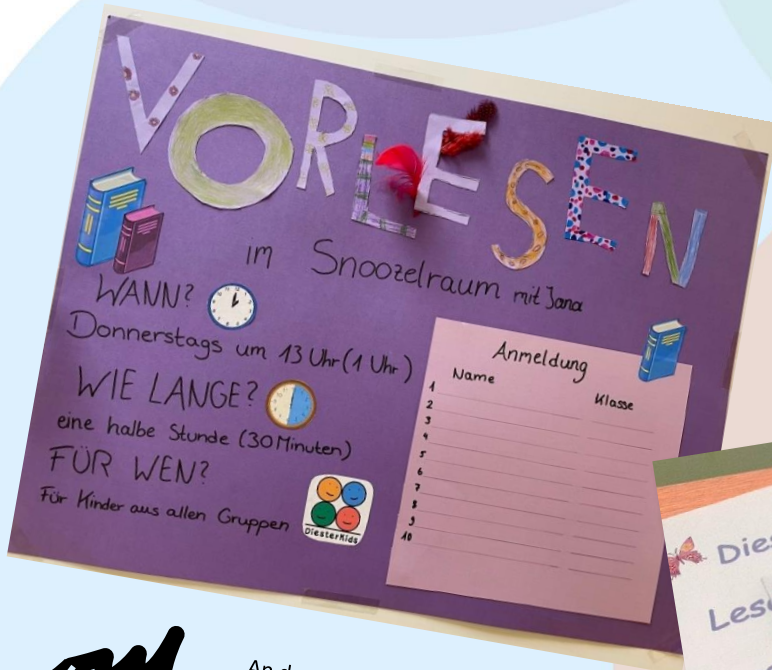 VORLESEN
im Snoozelraum mit Jana
WANN?
Donnerstags um 13 Uhr (1 Uhr)
WIE LANGE?
eine halbe Stunde (30 Minuten)
FÜR WEN?
Für Kinder aus allen Gruppen
DiesterKids
Anmeldung
Name Klasse
1
2
3
4
5
6
7
8
9
10